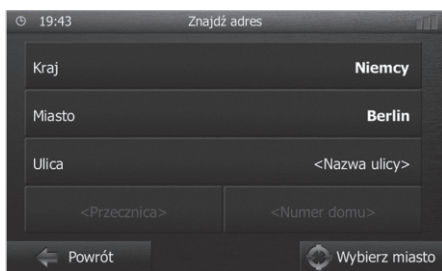 19:43 Znajdź adres
Kraj Niemcy
Miasto Berlin
Ulica <Nazwa ulicy>
<Przecznica> <Numer domu>
Powrót Wybierz miasto